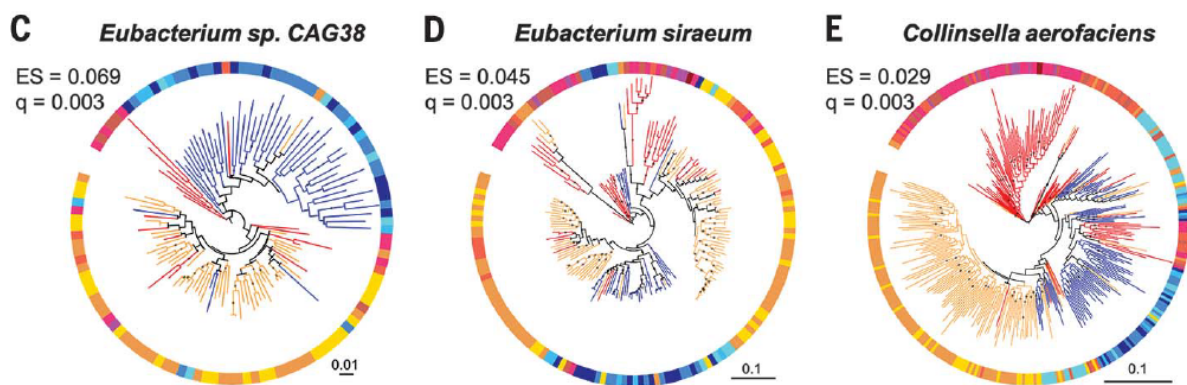 C Eubacterium sp. CAG38
ES = 0.069
q = 0.003
0.01
D Eubacterium siraeum
ES = 0.045
q = 0.003
0.1
E Collinsella aerofaciens
ES = 0.029
q = 0.003
0.1